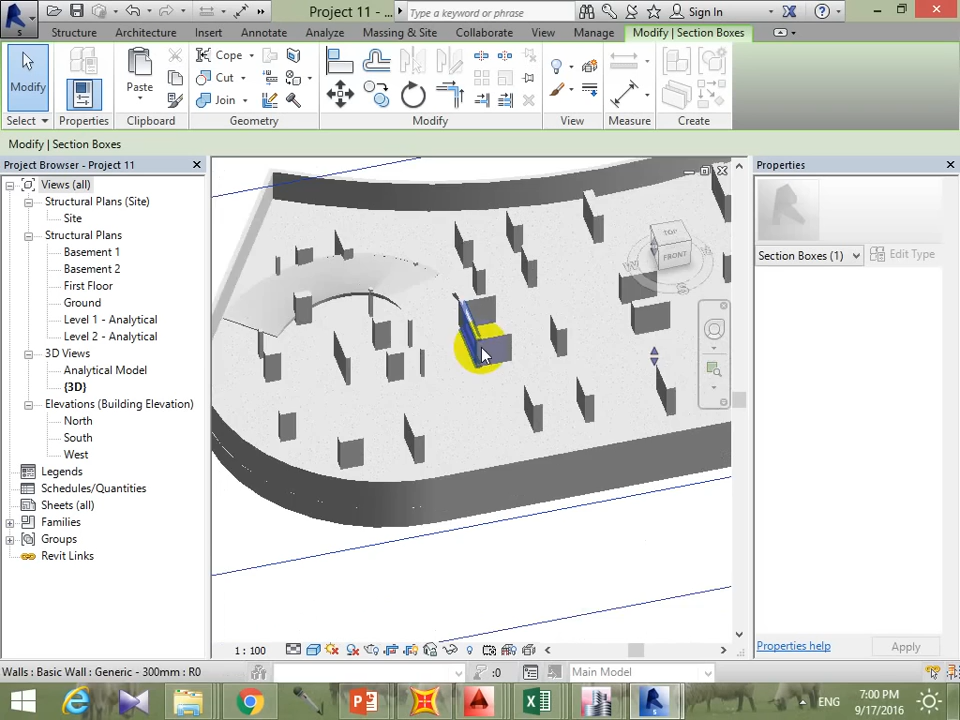 Project 11 - ...
Type a keyword or phrase
Sign In
Structure
Architecture
Insert
Annotate
Analyze
Massing & Site
Collaborate
View
Manage
Modify | Section Boxes
Modify
Paste
Cope
Cut
Join
Select
Properties
Clipboard
Geometry
Modify
View
Measure
Create
Modify | Section Boxes
Project Browser - Project 11
Views (all)
Structural Plans (Site)
Site
Structural Plans
Basement 1
Basement 2
First Floor
Ground
Level 1 - Analytical
Level 2 - Analytical
3D Views
Analytical Model
{3D}
Elevations (Building Elevation)
North
South
West
Legends
Schedules/Quantities
Sheets (all)
Families
Groups
Revit Links
TOP
FRONT
W
S
Properties
Section Boxes (1)
Edit Type
Properties help
Apply
1 : 100
Walls : Basic Wall : Generic - 300mm : R0
:0
Main Model
ENG
7:00 PM
9/17/2016